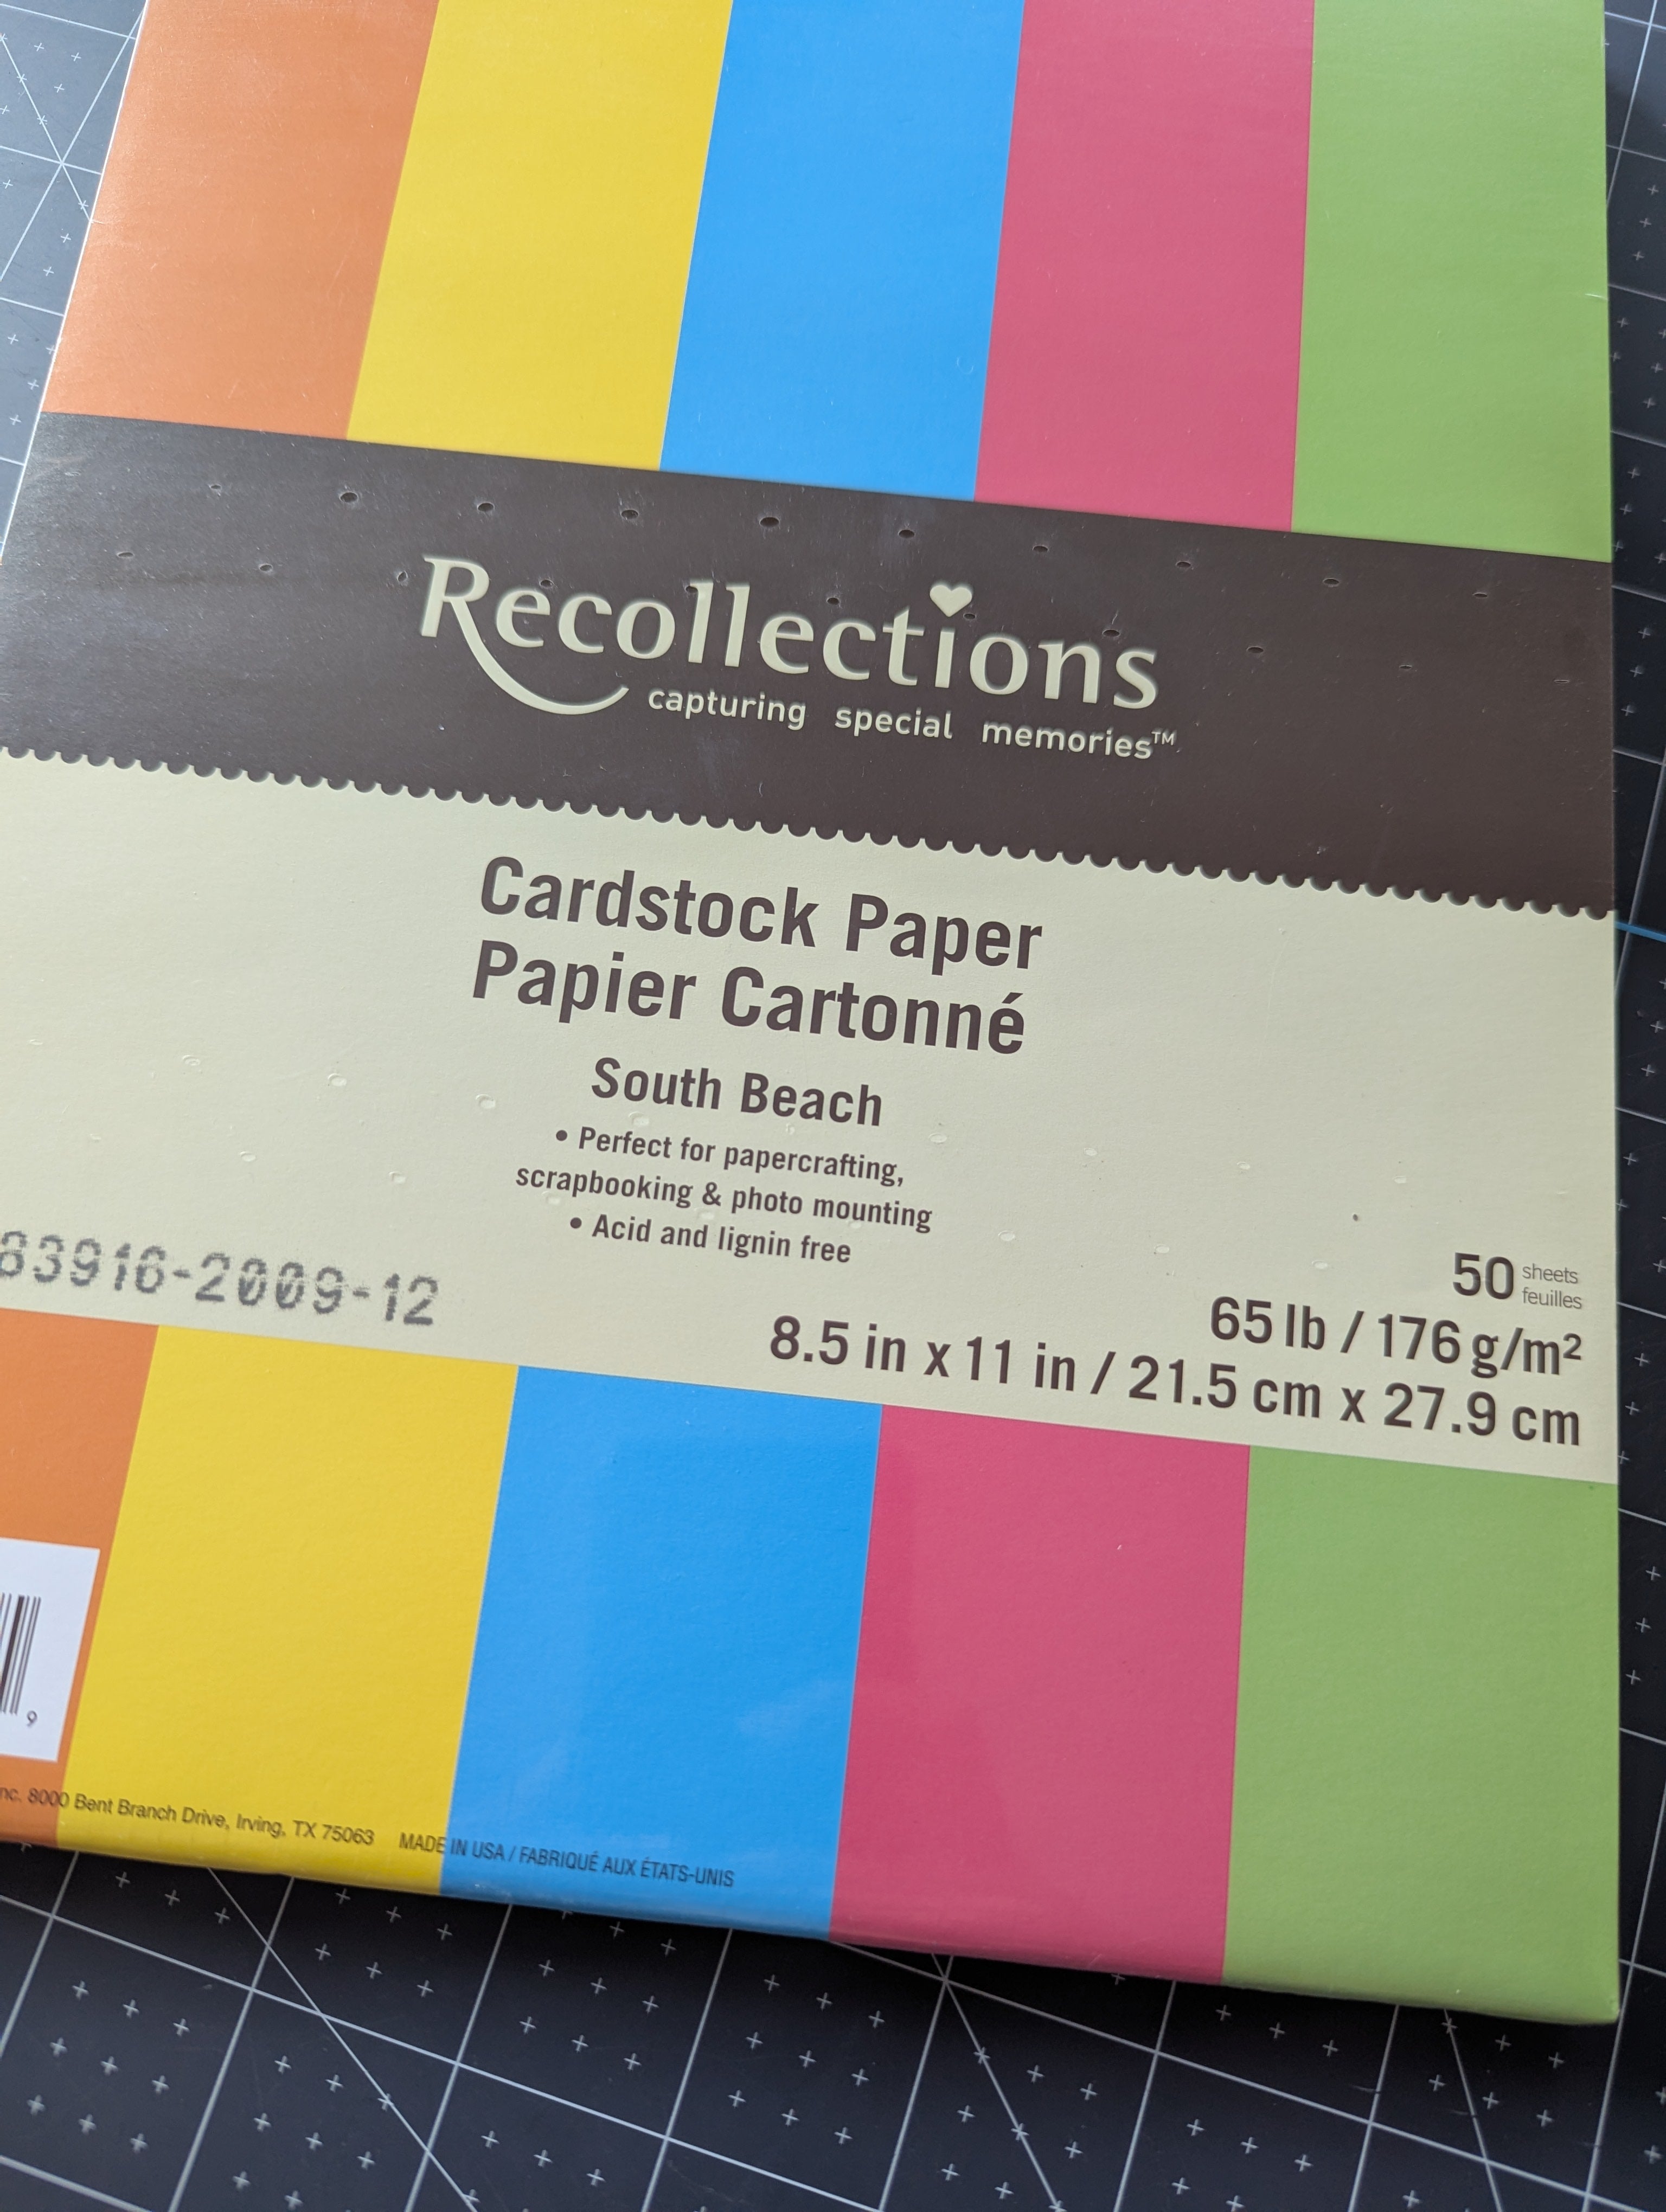 Recollections
capturing special memories™
Cardstock Paper
Papier Cartonné
South Beach
• Perfect for papercrafting,
scrapbooking & photo mounting
• Acid and lignin free
83916-2009-12
50 sheets
feuilles
65 lb / 176 g/m²
8.5 in x 11 in / 21.5 cm x 27.9 cm
9
nc. 8000 Bent Branch Drive, Irving, TX 75063 MADE IN USA / FABRIQUÉ AUX ÉTATS-UNIS